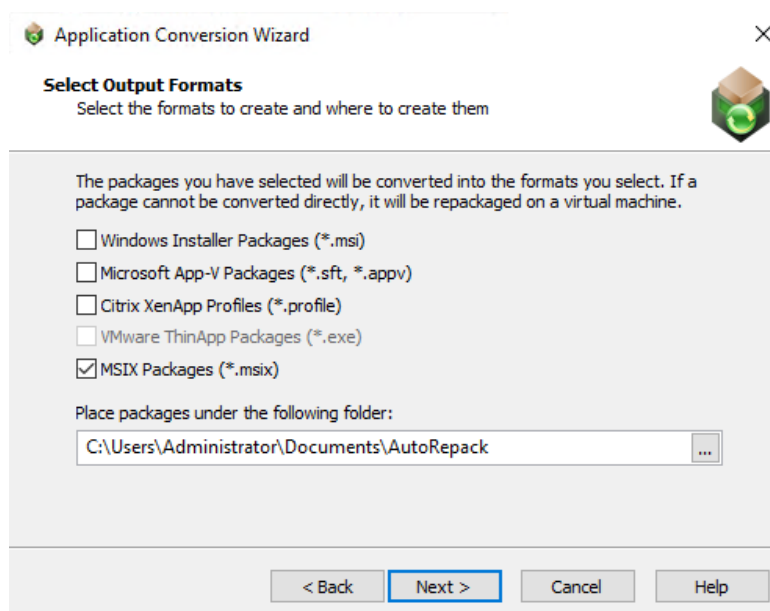 Application Conversion Wizard
Select Output Formats
Select the formats to create and where to create them
The packages you have selected will be converted into the formats you select. If a
package cannot be converted directly, it will be repackaged on a virtual machine.
Windows Installer Packages (*.msi)
Microsoft App-V Packages (*.sft, *.appv)
Citrix XenApp Profiles (*.profile)
VMware ThinApp Packages (*.exe)
MSIX Packages (*.msix)
Place packages under the following folder:
C:\Users\Administrator\Documents\AutoRepack
...
< Back Next > Cancel Help